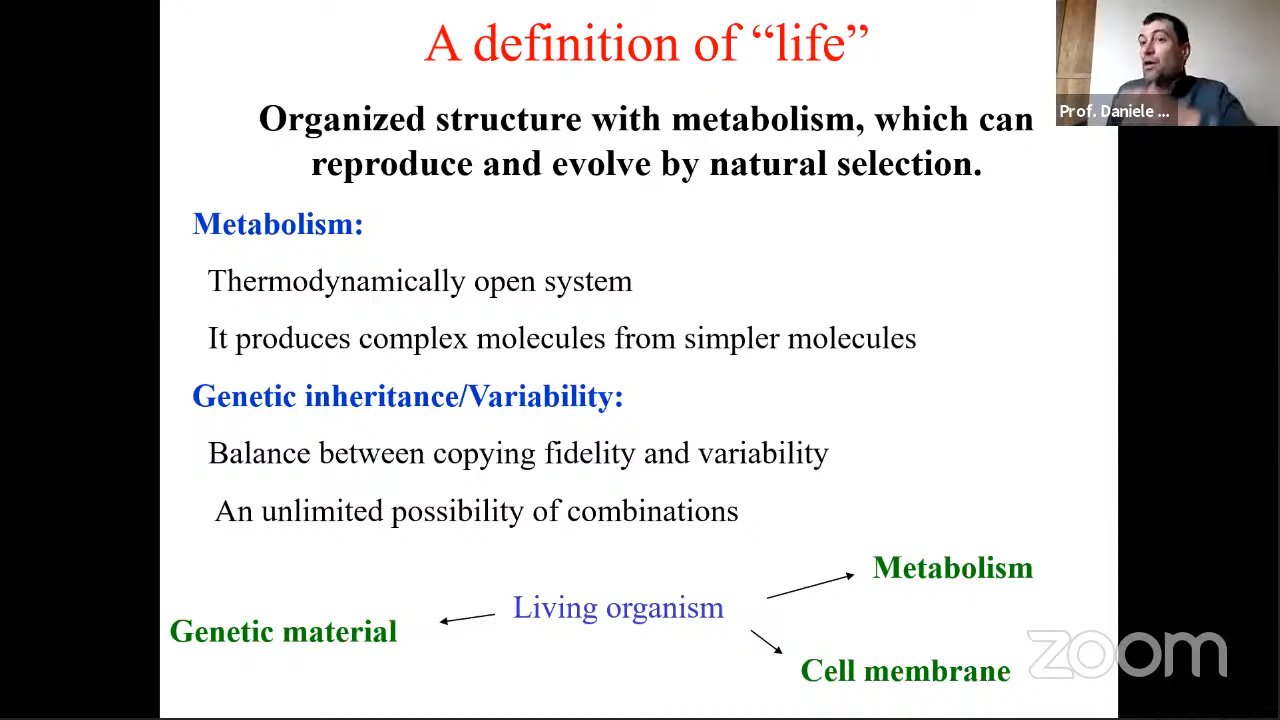 A definition of “life”
Prof. Daniele ...
Organized structure with metabolism, which can
reproduce and evolve by natural selection.
Metabolism:
Thermodynamically open system
It produces complex molecules from simpler molecules
Genetic inheritance/Variability:
Balance between copying fidelity and variability
An unlimited possibility of combinations
Metabolism
Living organism
Genetic material
Cell membrane
zoom